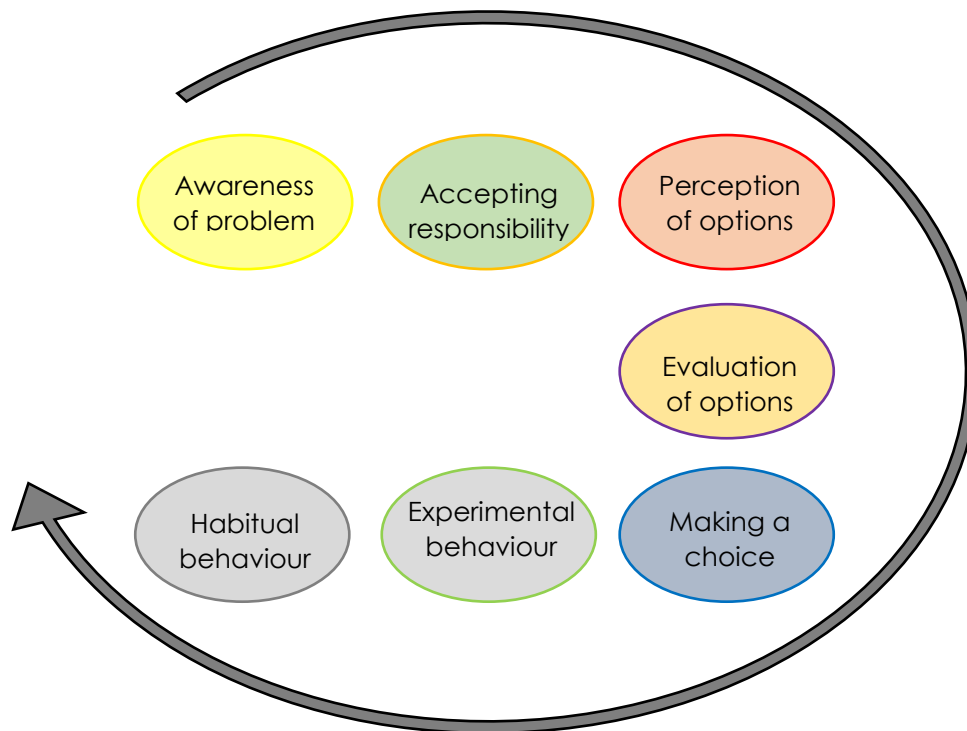 Awareness
of problem
Accepting
responsibility
Perception
of options
Evaluation
of options
Making a
choice
Experimental
behaviour
Habitual
behaviour